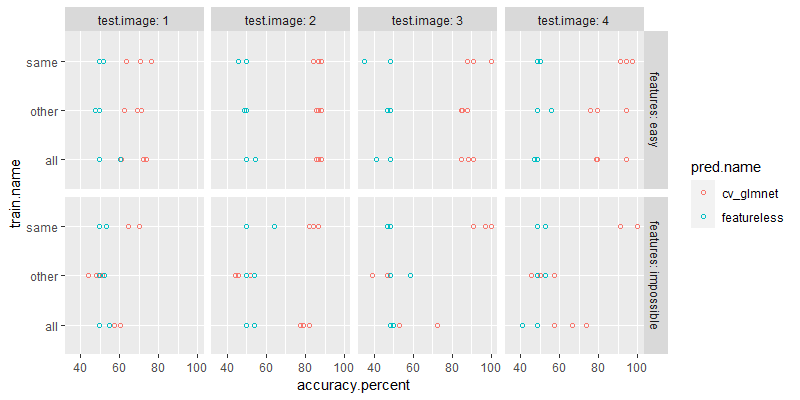 test.image: 1
test.image: 2
test.image: 3
test.image: 4
train.name
same
other
all
features: easy
same
other
all
features: impossible
40 60 80 100
40 60 80 100
40 60 80 100
40 60 80 100
accuracy.percent
pred.name
cv_glmnet
featureless